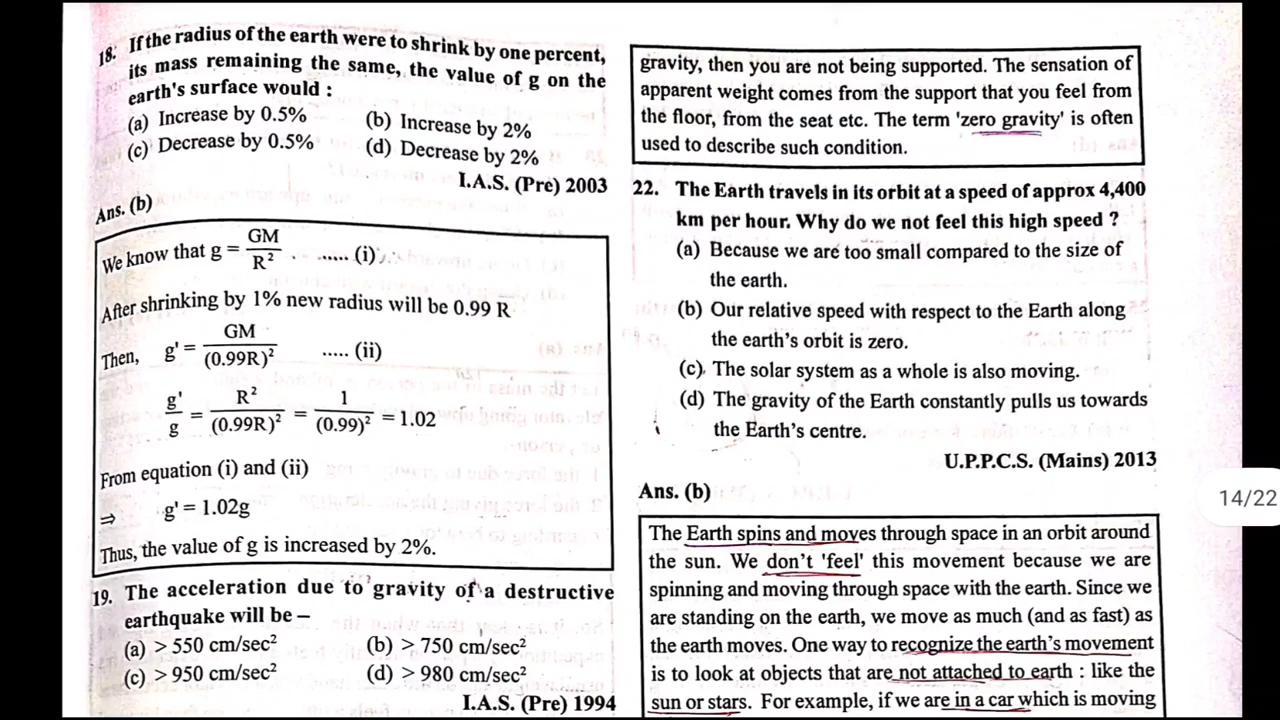 18. If the radius of the earth were to shrink by one percent,
its mass remaining the same, the value of g on the
earth's surface would :
(a) Increase by 0.5% (b) Increase by 2%
(c) Decrease by 0.5% (d) Decrease by 2%
I.A.S. (Pre) 2003
Ans. (b)
We know that g = GM/R² ...... (i)
After shrinking by 1% new radius will be 0.99 R
Then, g' = GM/(0.99R)² ..... (ii)
g'/g = R²/(0.99R)² = 1/(0.99)² = 1.02
From equation (i) and (ii)
⇒ g' = 1.02g
Thus, the value of g is increased by 2%.
19. The acceleration due to gravity of a destructive
earthquake will be –
(a) > 550 cm/sec² (b) > 750 cm/sec²
(c) > 950 cm/sec² (d) > 980 cm/sec²
I.A.S. (Pre) 1994
gravity, then you are not being supported. The sensation of
apparent weight comes from the support that you feel from
the floor, from the seat etc. The term 'zero gravity' is often
used to describe such condition.
22. The Earth travels in its orbit at a speed of approx 4,400
km per hour. Why do we not feel this high speed ?
(a) Because we are too small compared to the size of
the earth.
(b) Our relative speed with respect to the Earth along
the earth's orbit is zero.
(c) The solar system as a whole is also moving.
(d) The gravity of the Earth constantly pulls us towards
the Earth's centre.
U.P.P.C.S. (Mains) 2013
Ans. (b)
The Earth spins and moves through space in an orbit around
the sun. We don't 'feel' this movement because we are
spinning and moving through space with the earth. Since we
are standing on the earth, we move as much (and as fast) as
the earth moves. One way to recognize the earth's movement
is to look at objects that are not attached to earth : like the
sun or stars. For example, if we are in a car which is moving
14/22